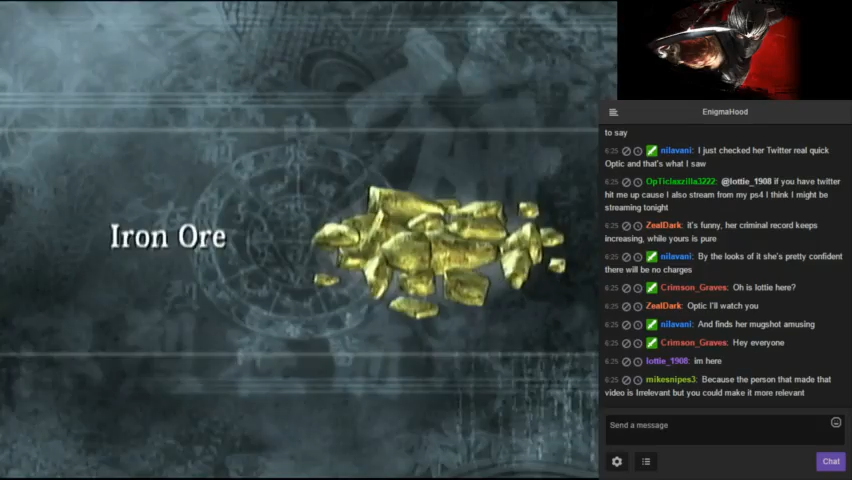 Iron Ore
EnigmaHood
to say
6:25 nilavani: I just checked her Twitter real quick
Optic and that's what I saw
6:25 OpTiclaxzilla3222: @lottie_1908 if you have twitter
hit me up cause I also stream from my ps4 I think I might be
streaming tonight
6:25 ZealDark: it's funny, her criminal record keeps
increasing, while yours is pure
6:25 nilavani: By the looks of it she's pretty confident
there will be no charges
6:25 Crimson_Graves: Oh is lottie here?
6:25 ZealDark: Optic I'll watch you
6:25 nilavani: And finds her mugshot amusing
6:25 Crimson_Graves: Hey everyone
6:25 lottie_1908: im here
6:25 mikesnipes3: Because the person that made that
video is Irrelevant but you could make it more relevant
Send a message
Chat